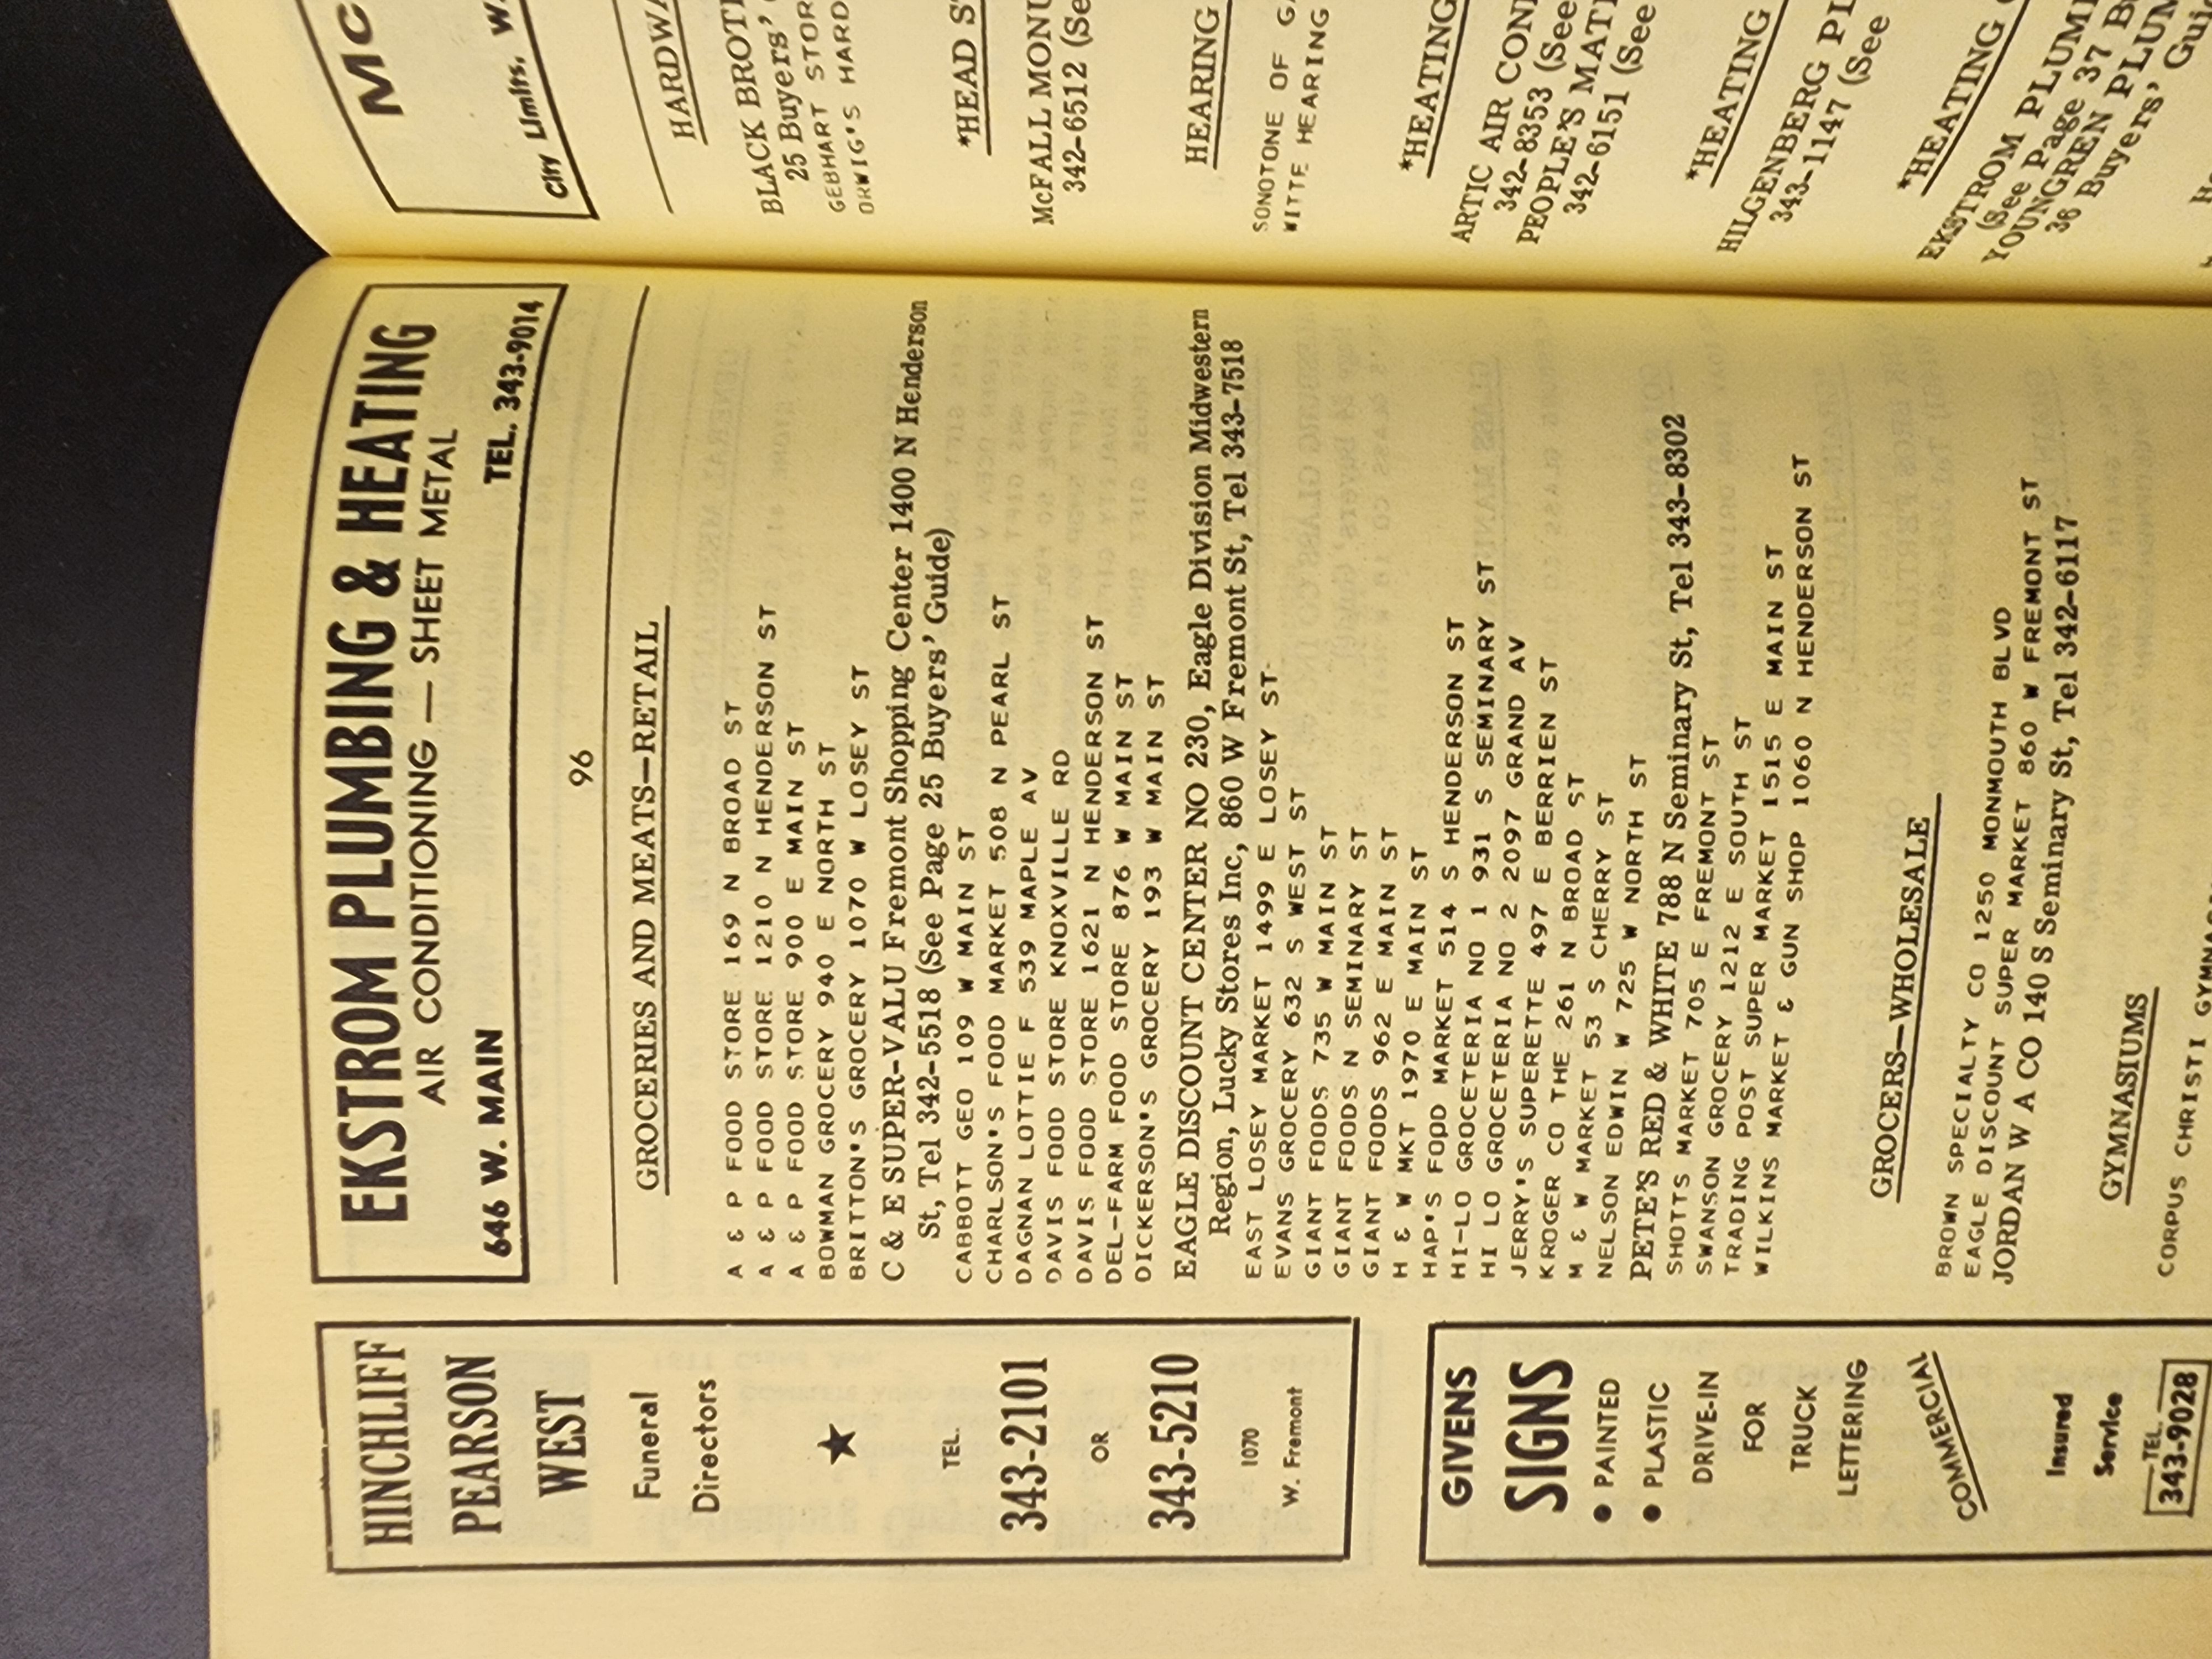 HINCHLIFF
PEARSON
WEST
Funeral
Directors
TEL.
343-2101
OR
343-5210
1070
W. Fremont
GIVENS
SIGNS
● PAINTED
● PLASTIC
DRIVE-IN
FOR
TRUCK
LETTERING
COMMERCIAL
Insured
Service
TEL.
343-9028
EKSTROM PLUMBING & HEATING
AIR CONDITIONING — SHEET METAL
646 W. MAIN TEL. 343-9014
96
GROCERIES AND MEATS—RETAIL
A & P FOOD STORE 169 N BROAD ST
A & P FOOD STORE 1210 N HENDERSON ST
A & P FOOD STORE 900 E MAIN ST
BOWMAN GROCERY 940 E NORTH ST
BRITTON'S GROCERY 1070 W LOSEY ST
C & E SUPER-VALU Fremont Shopping Center 1400 N Henderson
St, Tel 342-5518 (See Page 25 Buyers' Guide)
CABBOTT GEO 109 W MAIN ST
CHARLSON'S FOOD MARKET 508 N PEARL ST
DAGNAN LOTTIE F 539 MAPLE AV
DAVIS FOOD STORE KNOXVILLE RD
DAVIS FOOD STORE 1621 N HENDERSON ST
DEL-FARM FOOD STORE 876 W MAIN ST
DICKERSON'S GROCERY 193 W MAIN ST
EAGLE DISCOUNT CENTER NO 230, Eagle Division Midwestern
Region, Lucky Stores Inc, 860 W Fremont St, Tel 343-7518
EAST LOSEY MARKET 1499 E LOSEY ST
EVANS GROCERY 632 S WEST ST
GIANT FOODS 735 W MAIN ST
GIANT FOODS N SEMINARY ST
GIANT FOODS 962 E MAIN ST
H & W MKT 1970 E MAIN ST
HAP'S FOOD MARKET 514 S HENDERSON ST
HI-LO GROCETERIA NO 1 931 S SEMINARY ST
HI LO GROCETERIA NO 2 2097 GRAND AV
JERRY'S SUPERETTE 497 E BERRIEN ST
KROGER CO THE 261 N BROAD ST
M & W MARKET 53 S CHERRY ST
NELSON EDWIN W 725 W NORTH ST
PETE'S RED & WHITE 788 N Seminary St, Tel 343-8302
SHOTTS MARKET 705 E FREMONT ST
SWANSON GROCERY 1212 E SOUTH ST
TRADING POST SUPER MARKET 1515 E MAIN ST
WILKINS MARKET & GUN SHOP 1060 N HENDERSON ST
GROCERS—WHOLESALE
BROWN SPECIALTY CO 1250 MONMOUTH BLVD
EAGLE DISCOUNT SUPER MARKET 860 W FREMONT ST
JORDAN W A CO 140 S Seminary St, Tel 342-6117
GYMNASIUMS
CORPUS CHRISTI
MC
City Limits, W.
HARDWA
BLACK BROT
25 Buyers'
GEBHART STOR
ORWIG'S HARD
*HEAD S
McFALL MONU
342-6512 (Se
HEARING
SONOTONE OF
WITTE HEARING
*HEATING
ARTIC AIR CON
342-8353 (See
PEOPLE'S MAT
342-6151 (See
*HEATING
HILGENBERG PL
343-1147 (See
*HEATING
EKSTROM PLUM
(See Page 37 B
YOUNGREN PLUM
36 Buyers' Gui